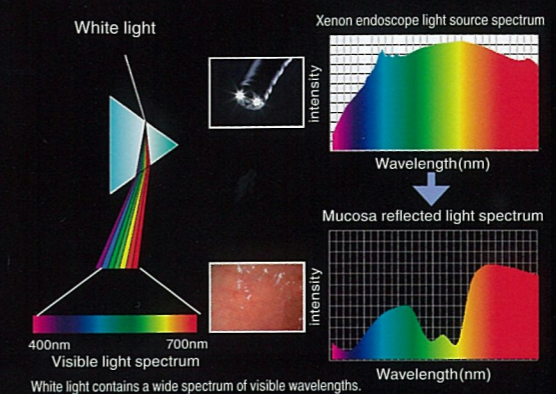 White light
Xenon endoscope light source spectrum
intensity
Wavelength(nm)
Mucosa reflected light spectrum
intensity
Wavelength(nm)
400nm
700nm
Visible light spectrum
White light contains a wide spectrum of visible wavelengths.